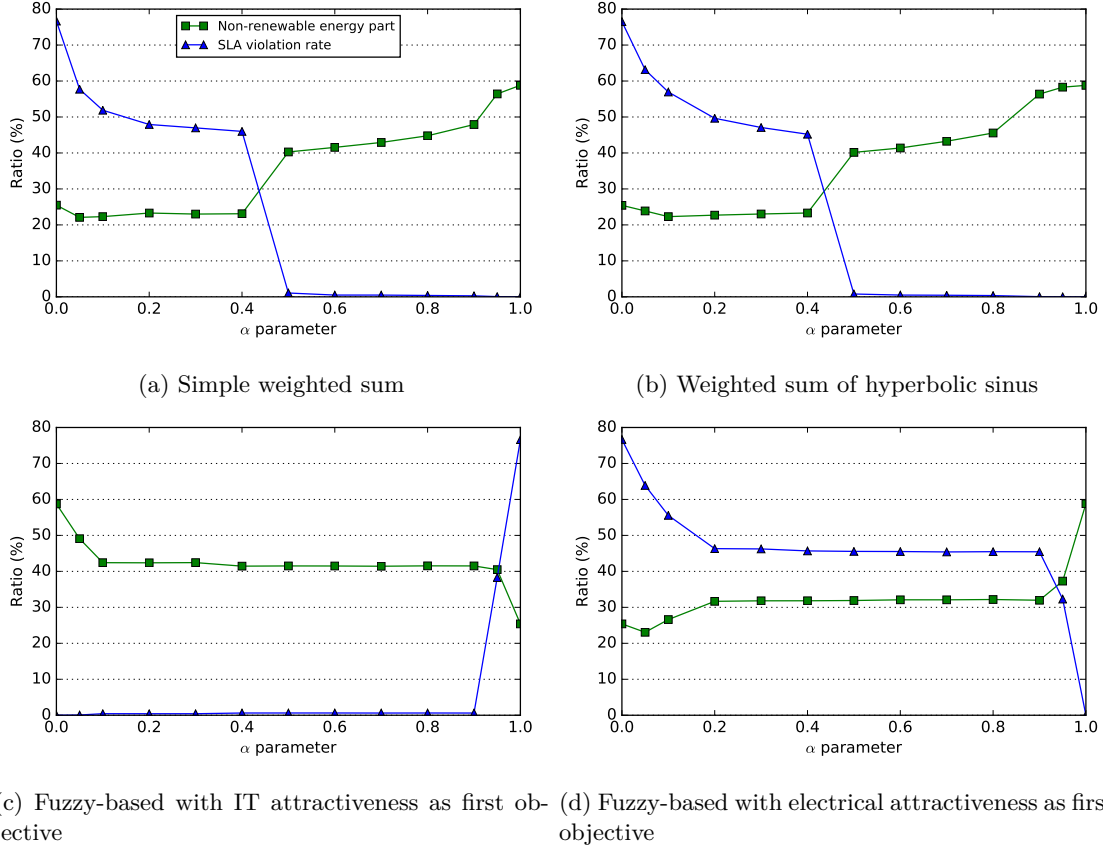 80
70
60
50
40
30
20
10
0
Ratio (%)
Non-renewable energy part
SLA violation rate
0.0 0.2 0.4 0.6 0.8 1.0
α parameter
(a) Simple weighted sum
80
70
60
50
40
30
20
10
0
Ratio (%)
0.0 0.2 0.4 0.6 0.8 1.0
α parameter
(b) Weighted sum of hyperbolic sinus
80
70
60
50
40
30
20
10
0
Ratio (%)
0.0 0.2 0.4 0.6 0.8 1.0
α parameter
(c) Fuzzy-based with IT attractiveness as first ob-
ective
80
70
60
50
40
30
20
10
0
Ratio (%)
0.0 0.2 0.4 0.6 0.8 1.0
α parameter
(d) Fuzzy-based with electrical attractiveness as firs
objective